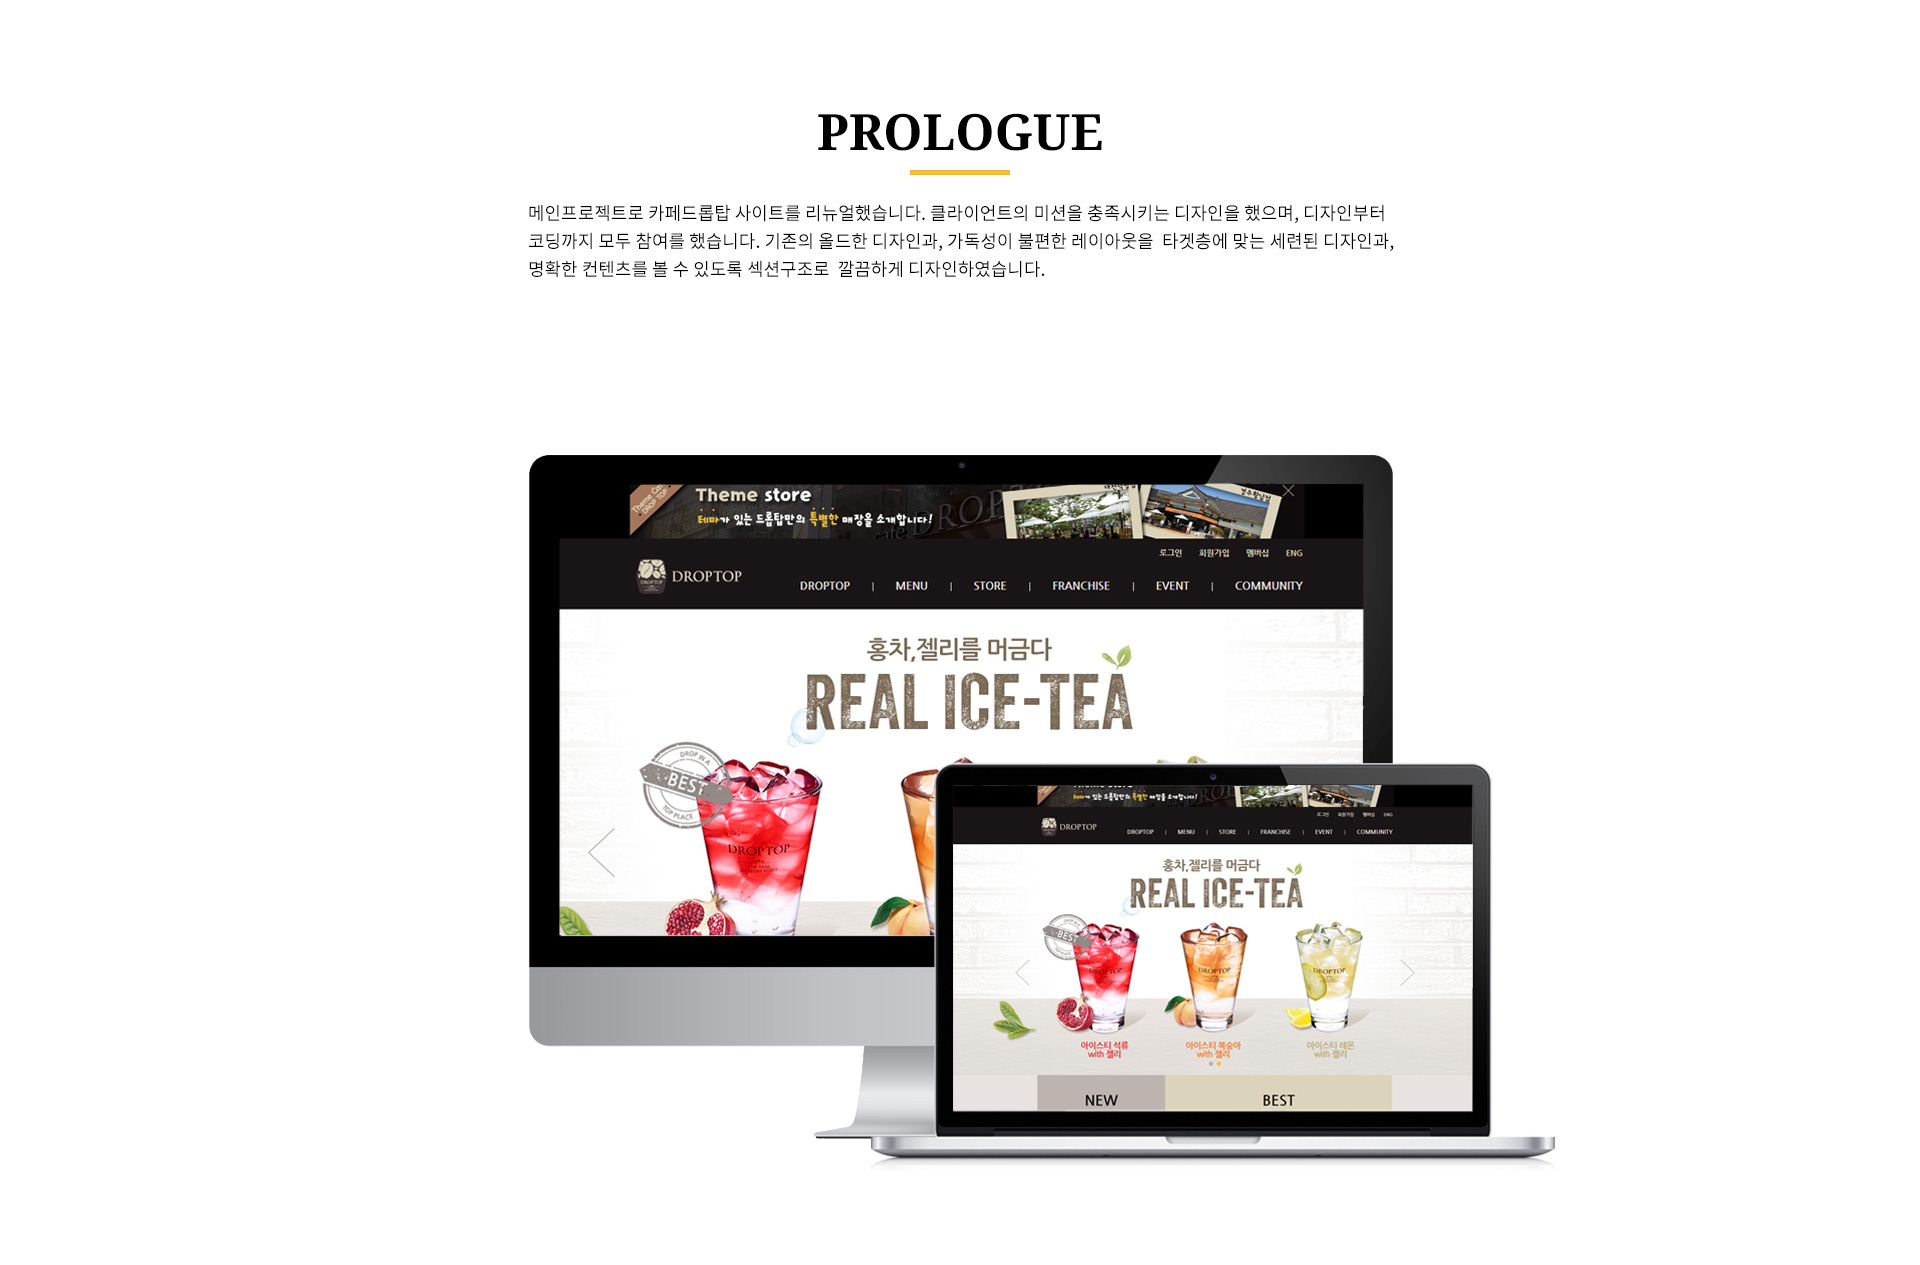 PROLOGUE
메인프로젝트로 카페드롭탑 사이트를 리뉴얼했습니다. 클라이언트의 미션을 충족시키는 디자인을 했으며, 디자인부터
코딩까지 모두 참여를 했습니다. 기존의 올드한 디자인과, 가독성이 불편한 레이아웃을 타겟층에 맞는 세련된 디자인과,
명확한 컨텐츠를 볼 수 있도록 섹션구조로 깔끔하게 디자인하였습니다.
Theme store
테마가 있는 드롭탑만의 특별한 매장을 소개합니다!
DROPTOP
로그인 회원가입 멤버십 ENG
DROPTOP
DROPTOP | MENU | STORE | FRANCHISE | EVENT | COMMUNITY
홍차,젤리를 머금다
REAL ICE-TEA
DROP IN A
BEST
TOP PLACE
DROPTOP
테마가 있는 드롭탑만의 특별한 매장을 소개합니다!
로그인 회원가입 멤버십 ENG
DROPTOP
DROPTOP | MENU | STORE | FRANCHISE | EVENT | COMMUNITY
홍차,젤리를 머금다
REAL ICE-TEA
BEST
DROPTOP
DROPTOP
DROPTOP
아이스티 석류
with 젤리
아이스티 복숭아
with 젤리
아이스티 레몬
with 젤리
NEW
BEST